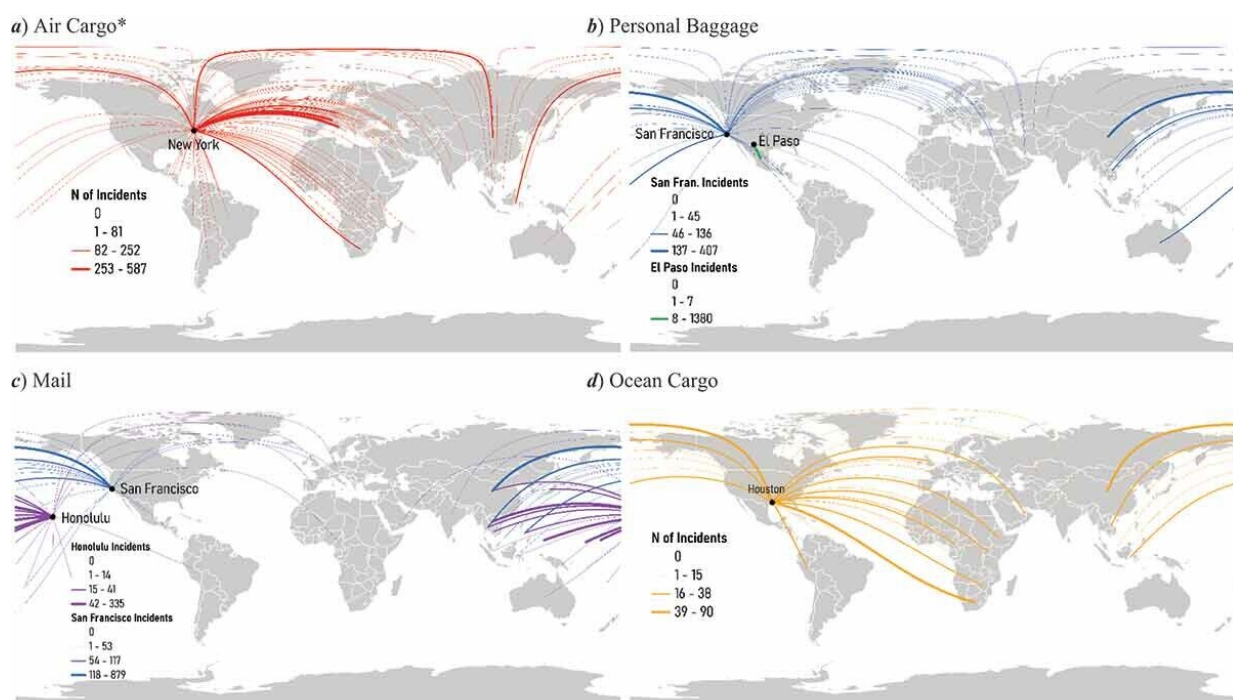 a) Air Cargo*
New York
N of Incidents
0
1 - 81
82 - 252
253 - 587
b) Personal Baggage
San Francisco
El Paso
San Fran. Incidents
0
1 - 45
46 - 136
137 - 407
El Paso Incidents
0
1 - 7
8 - 1380
c) Mail
San Francisco
Honolulu
Honolulu Incidents
0
1 - 14
15 - 41
42 - 335
San Francisco Incidents
0
1 - 53
54 - 117
118 - 879
d) Ocean Cargo
Houston
N of Incidents
0
1 - 15
16 - 38
39 - 90